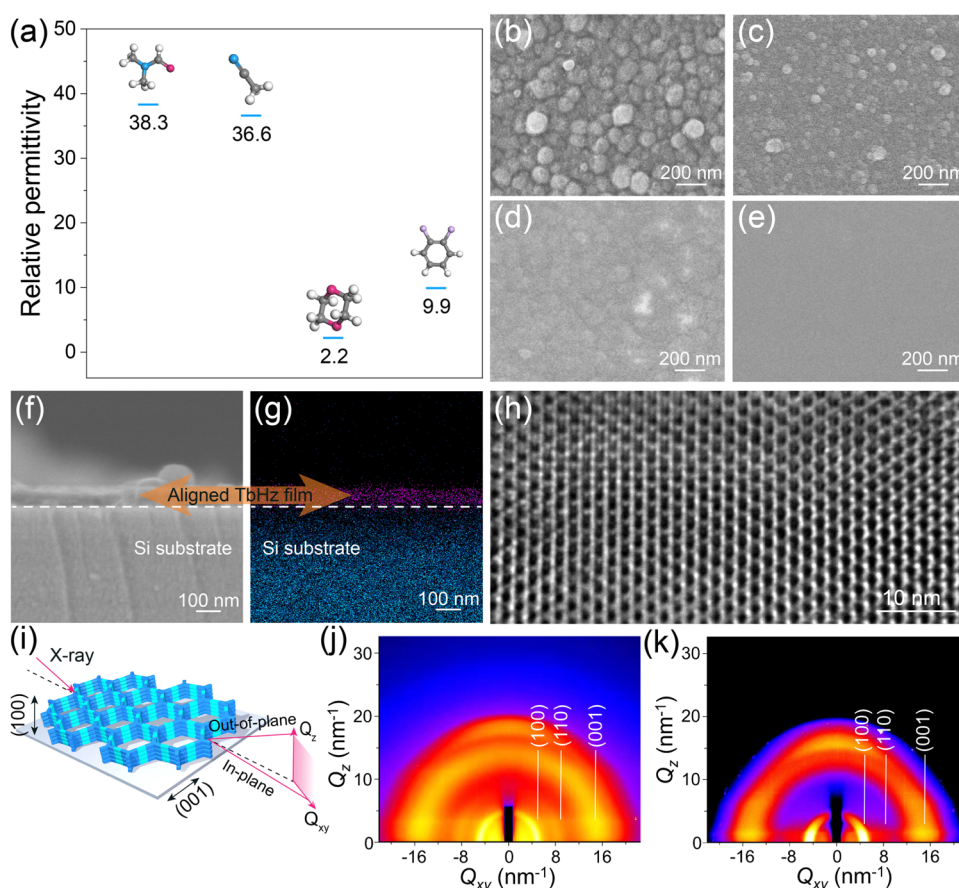 (a)
Relative permittivity
50
40
30
20
10
0
38.3
36.6
2.2
9.9
(b)
200 nm
(c)
200 nm
(d)
200 nm
(e)
200 nm
(f)
(g)
Aligned TbHz film
Si substrate
100 nm
Si substrate
100 nm
(h)
10 nm
(i)
X-ray
(100)
Out-of-plane
Qz
In-plane
(001)
Qxy
(j)
Qz (nm-1)
30
20
10
0
(100)
(110)
(001)
-16 -8 0 8 16
Qxy (nm-1)
(k)
Qz (nm-1)
30
20
10
0
(100)
(110)
(001)
-16 -8 0 8 16
Qxy (nm-1)